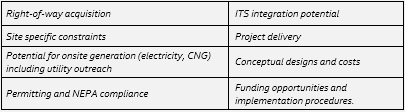 Right-of-way acquisition
ITS integration potential
Site specific constraints
Project delivery
Potential for onsite generation (electricity, CNG)
including utility outreach
Conceptual designs and costs
Permitting and NEPA compliance
Funding opportunities and
implementation procedures.